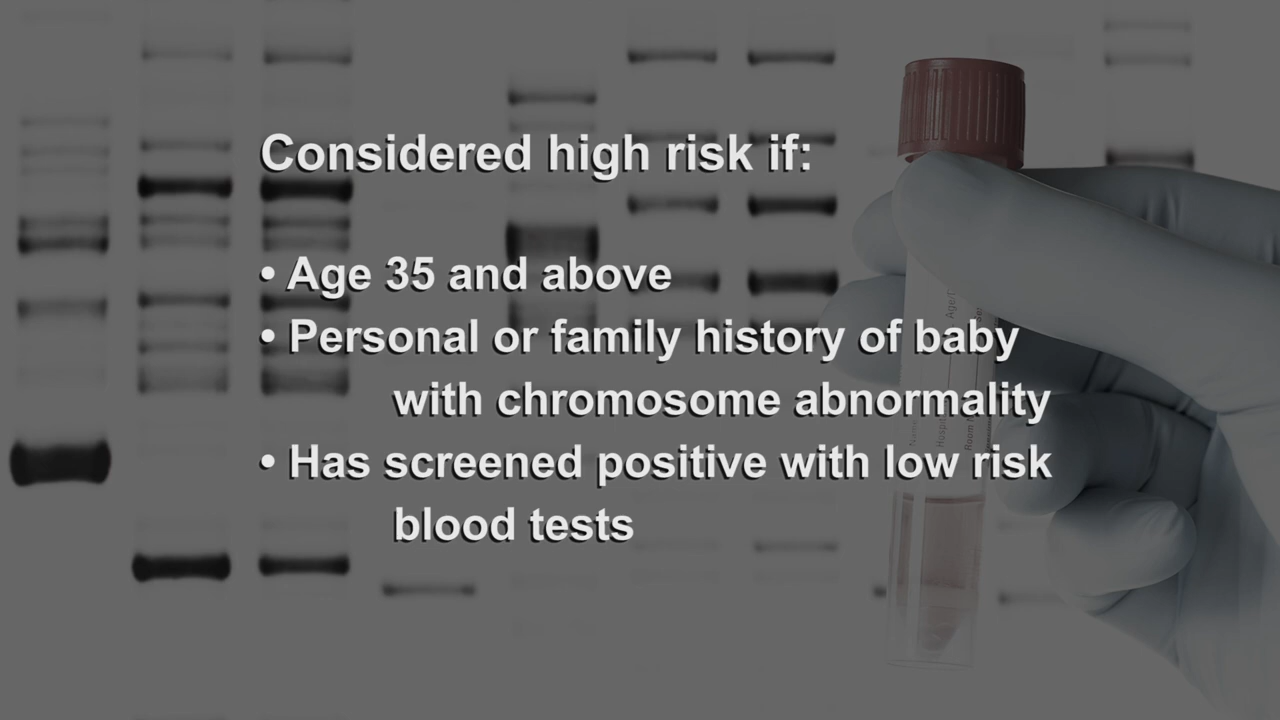 Considered high risk if:
• Age 35 and above
• Personal or family history of baby
with chromosome abnormality
• Has screened positive with low risk
blood tests